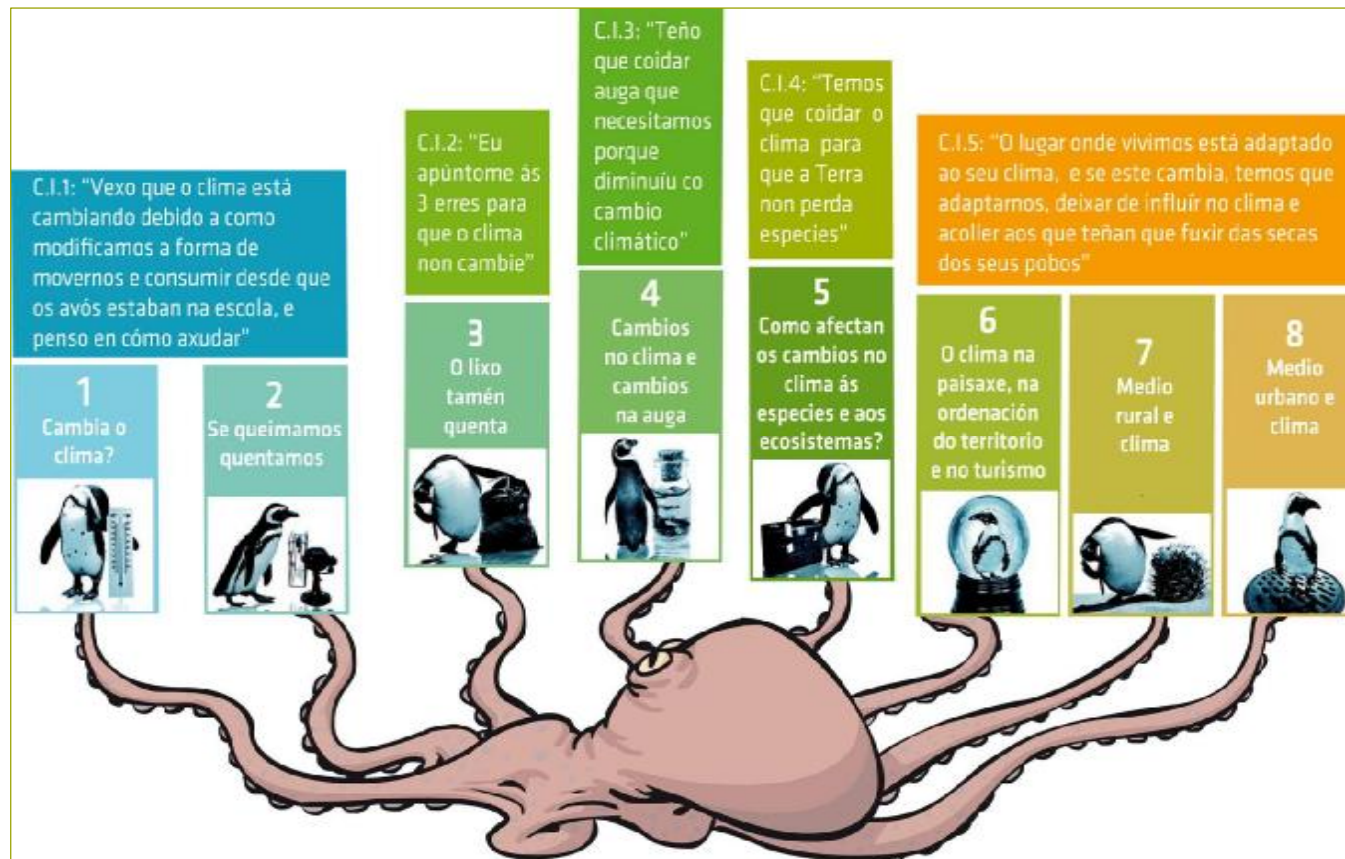 C.I.1: "Vexo que o clima está
cambiando debido a como
modificamos a forma de
movernos e consumir desde que
os avós estaban na escola, e
penso en cómo axudar"
1
Cambia o
clima?
2
Se queimamos
quentamos
C.I.2: "Eu
apúntome ás
3 erres para
que o clima
non cambie"
3
O lixo
tamén
quenta
C.I.3: "Teño
que coidar
auga que
necesitamos
porque
diminuíu co
cambio
climático"
4
Cambios
no clima e
cambios
na auga
C.I.4: "Temos
que coidar o
clima para
que a Terra
non perda
especies"
5
Como afectan
os cambios no
clima ás
especies e aos
ecosistemas?
C.I.5: "O lugar onde vivimos está adaptado
ao seu clima, e se este cambia, temos que
adaptarnos, deixar de influír no clima e
acoller aos que teñan que fuxir das secas
dos seus pobos"
6
O clima na
paisaxe, na
ordenación
do territorio
e no turismo
7
Medio
rural e
clima
8
Medio
urbano e
clima